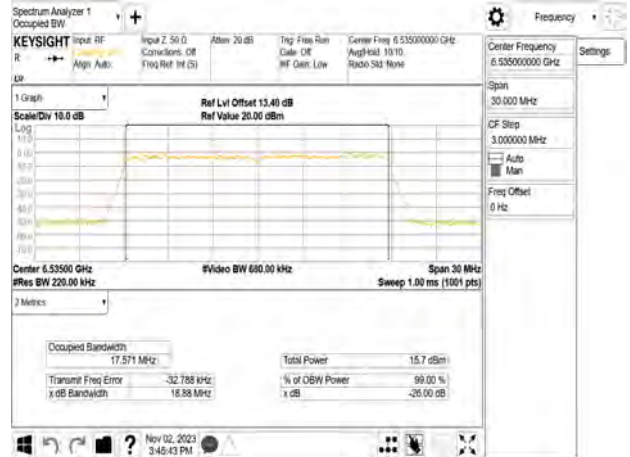 Spectrum Analyzer 1
Occupied BW
Frequency
KEYSIGHT
Input: RF
Input Z: 50 Ω
Atten: 20 dB
Trig: Free Run
Center Freq: 6.535000000 GHz
R
Corrections: Off
Gate: Off
Avg|Hold: 10/10
Align: Auto
Freq Ref: Int (S)
#IF Gain: Low
Radio Std: None
Center Frequency
6.535000000 GHz
Settings
Span
30.000 MHz
CF Step
3.000000 MHz
Auto
Man
Freq Offset
0 Hz
1 Graph
Ref Lvl Offset 13.40 dB
Scale/Div 10.0 dB
Ref Value 20.00 dBm
Log
Center 6.53500 GHz
#Video BW 680.00 kHz
Span 30 MHz
#Res BW 220.00 kHz
Sweep 1.00 ms (1001 pts)
2 Metrics
Occupied Bandwidth
17.571 MHz
Total Power
15.7 dBm
Transmit Freq Error
-32.788 kHz
% of OBW Power
99.00 %
x dB Bandwidth
18.88 MHz
x dB
-26.00 dB
Nov 02, 2023
3:45:43 PM